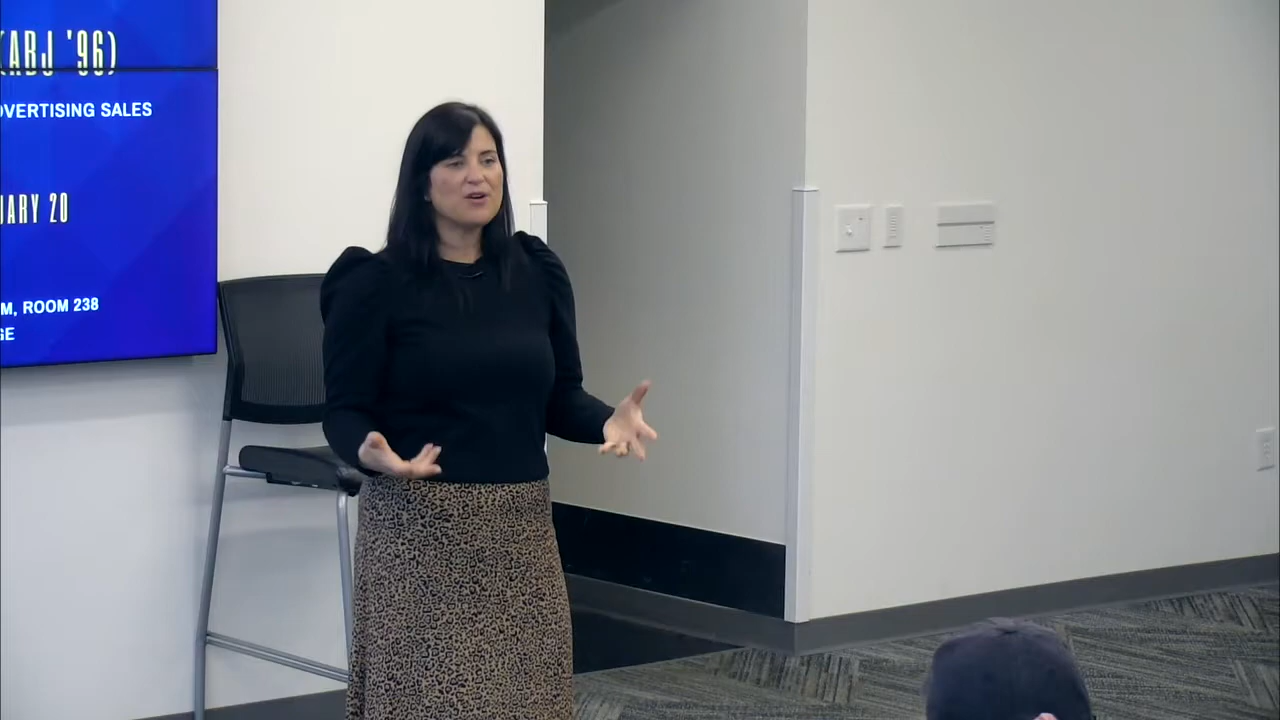 (ABJ '96)
DVERTISING SALES
UARY 20
M, ROOM 238
GE